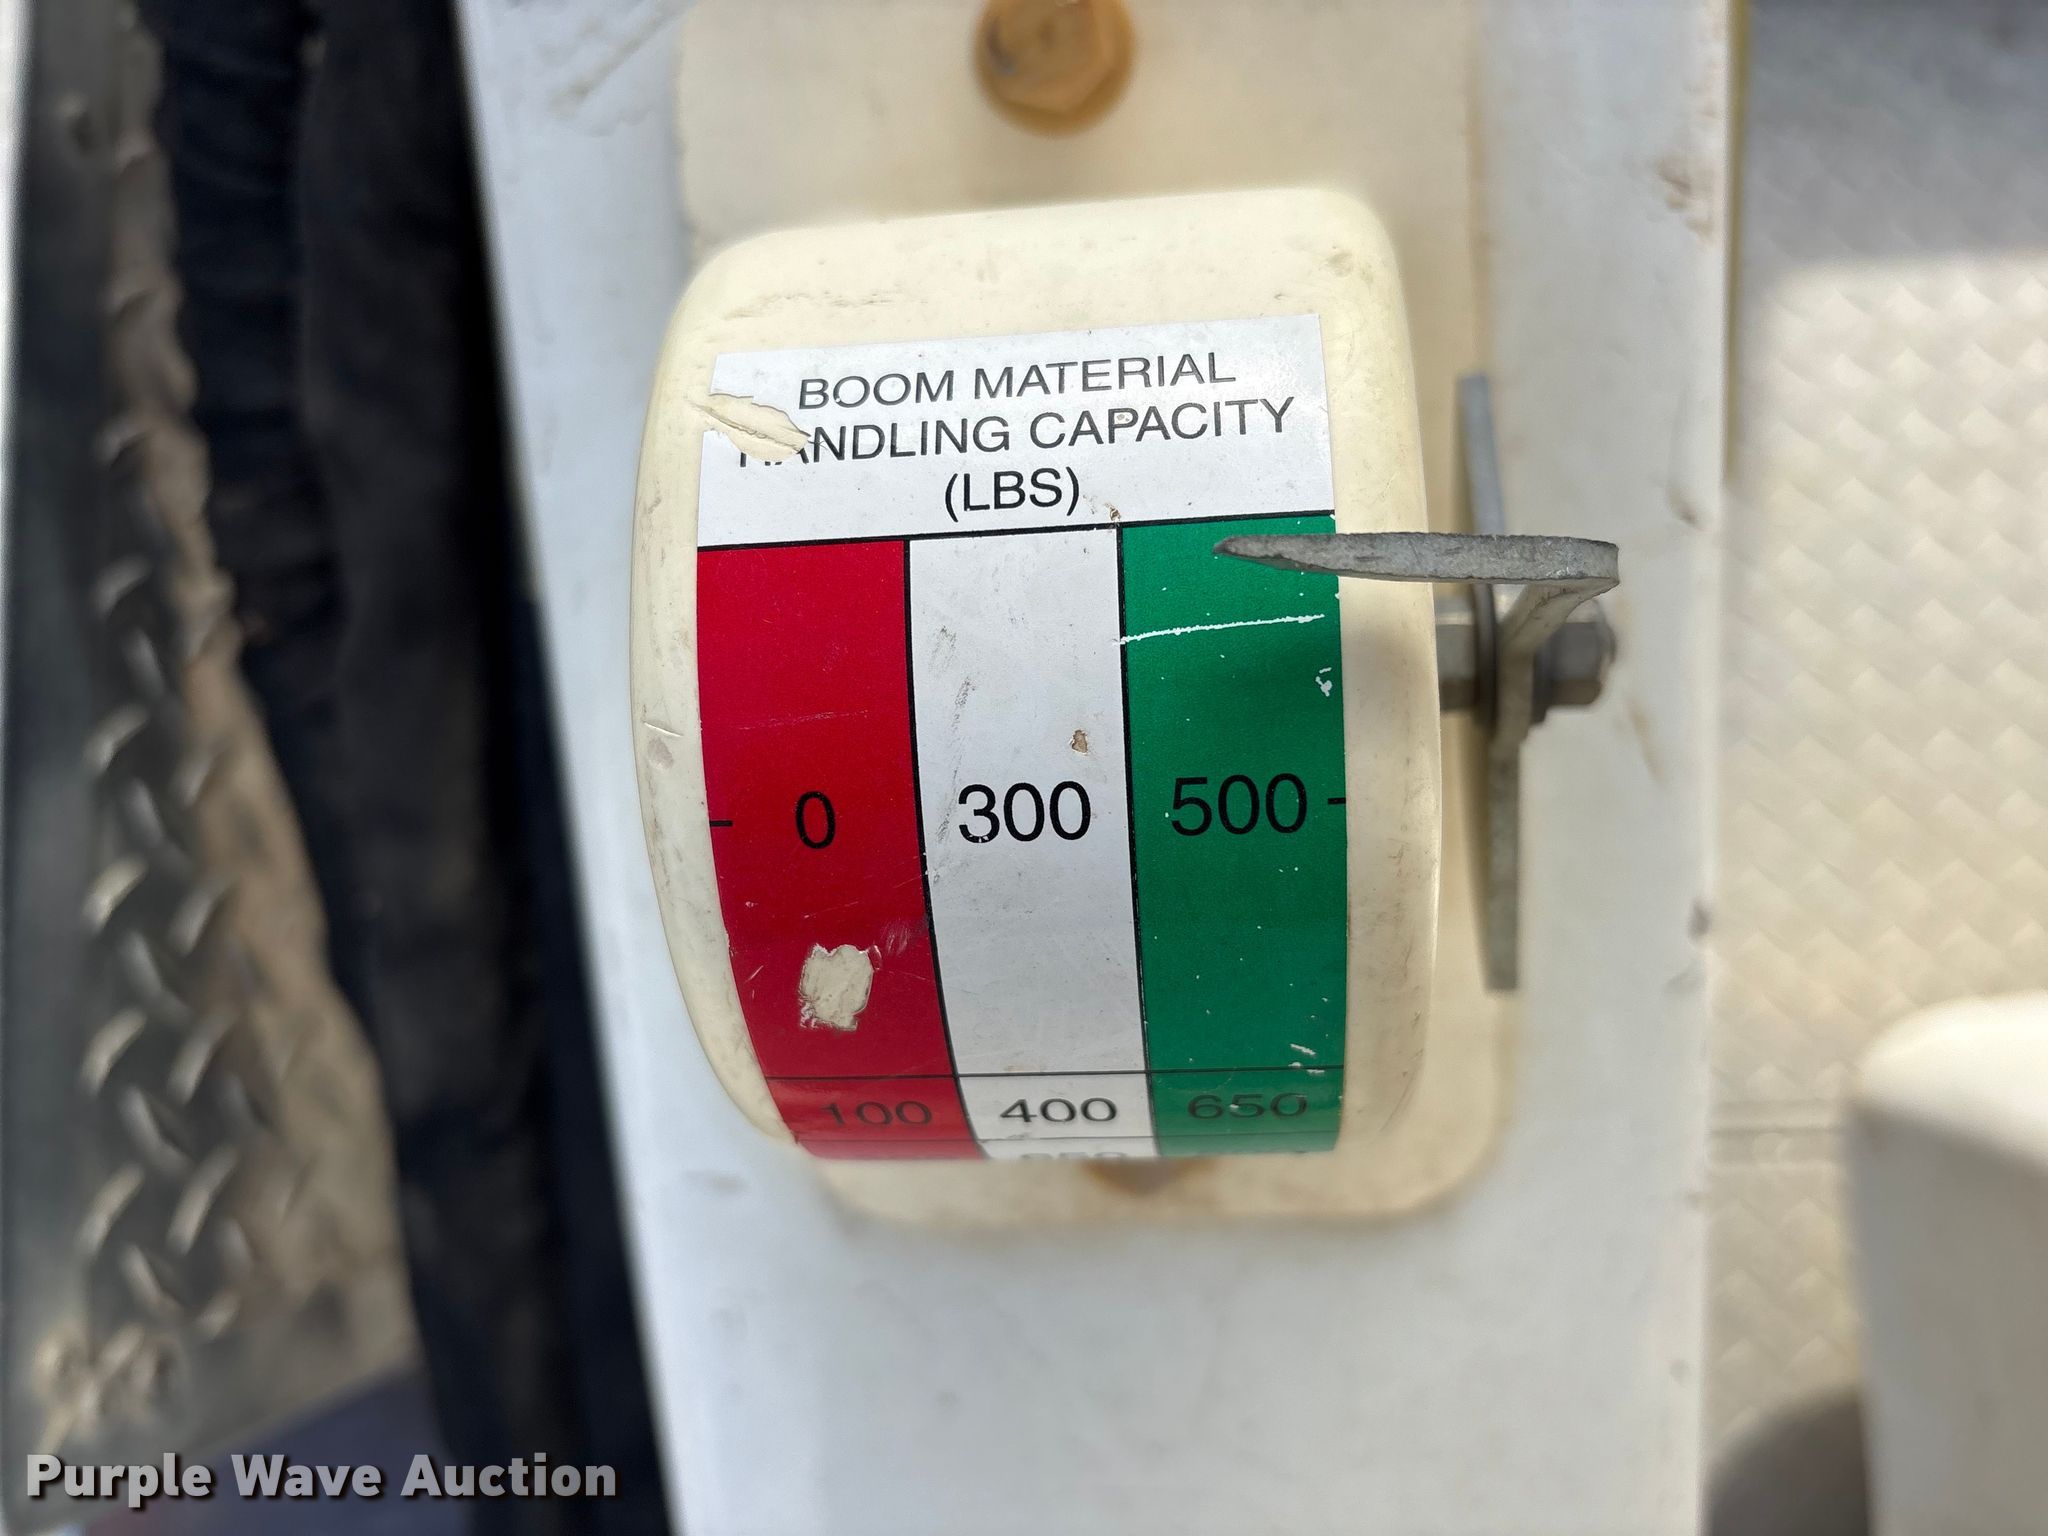 BOOM MATERIAL
HANDLING CAPACITY
(LBS)
0 300 500
100 400 650
Purple Wave Auction